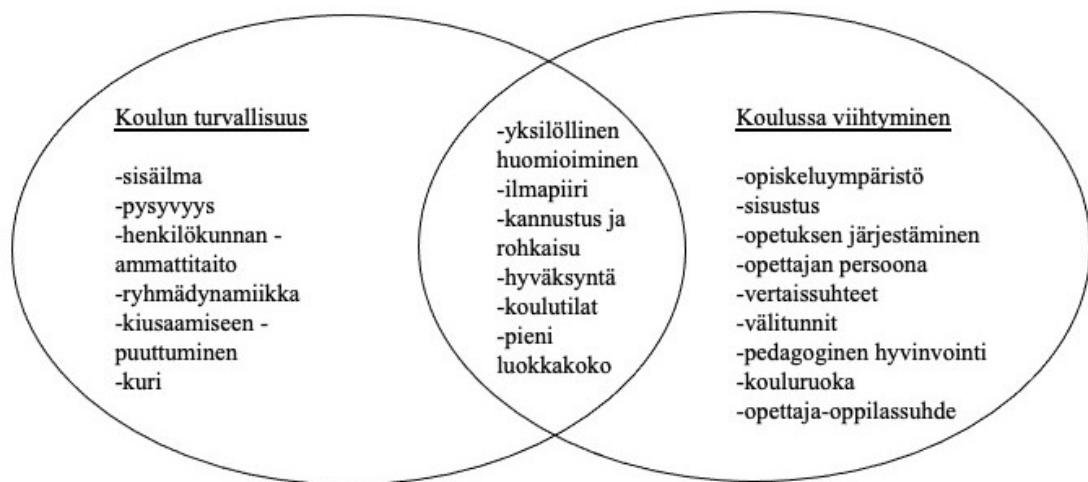 Koulun turvallisuus
-sisäilma
-pysyvyys
-henkilökunnan -
ammattitaito
-ryhmädynamiikka
-kiusaamiseen -
puuttuminen
-kuri
-yksilöllinen
huomioiminen
-ilmapiiri
-kannustus ja
rohkaisu
-hyväksyntä
-koulutilat
-pieni
luokkakoko
Koulussa viihtyminen
-opiskeluympäristö
-sisustus
-opetuksen järjestäminen
-opettajan persoona
-vertaissuhteet
-välitunnit
-pedagoginen hyvinvointi
-kouluruoka
-opettaja-oppilassuhde